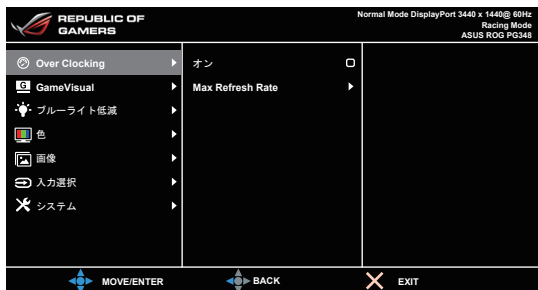 REPUBLIC OF
GAMERS
Normal Mode DisplayPort 3440 x 1440@ 60Hz
Racing Mode
ASUS ROG PG348
Over Clocking
オン
G GameVisual
Max Refresh Rate
ブルーライト低減
色
画像
入力選択
システム
MOVE/ENTER
BACK
EXIT